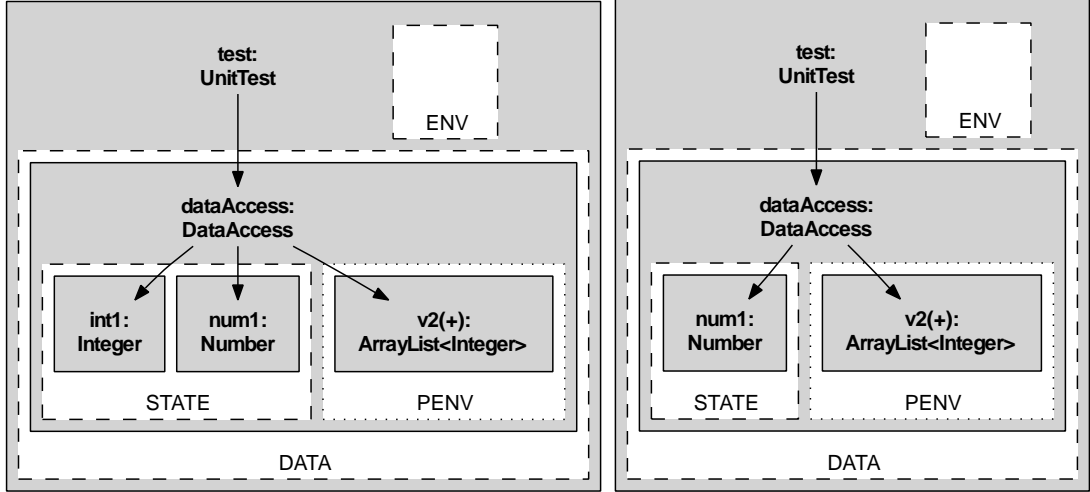 test:
UnitTest
ENV
dataAccess:
DataAccess
int1:
Integer
num1:
Number
v2(+):
ArrayList<Integer>
STATE
PENV
DATA
test:
UnitTest
ENV
dataAccess:
DataAccess
num1:
Number
v2(+):
ArrayList<Integer>
STATE
PENV
DATA